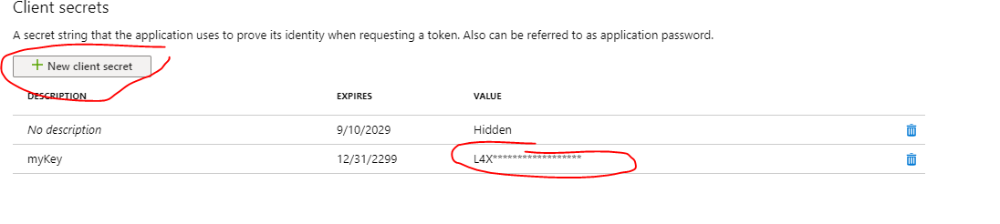 Client secrets
A secret string that the application uses to prove its identity when requesting a token. Also can be referred to as application password.
+ New client secret
DESCRIPTION EXPIRES VALUE
No description 9/10/2029 Hidden
myKey 12/31/2299 L4X******************